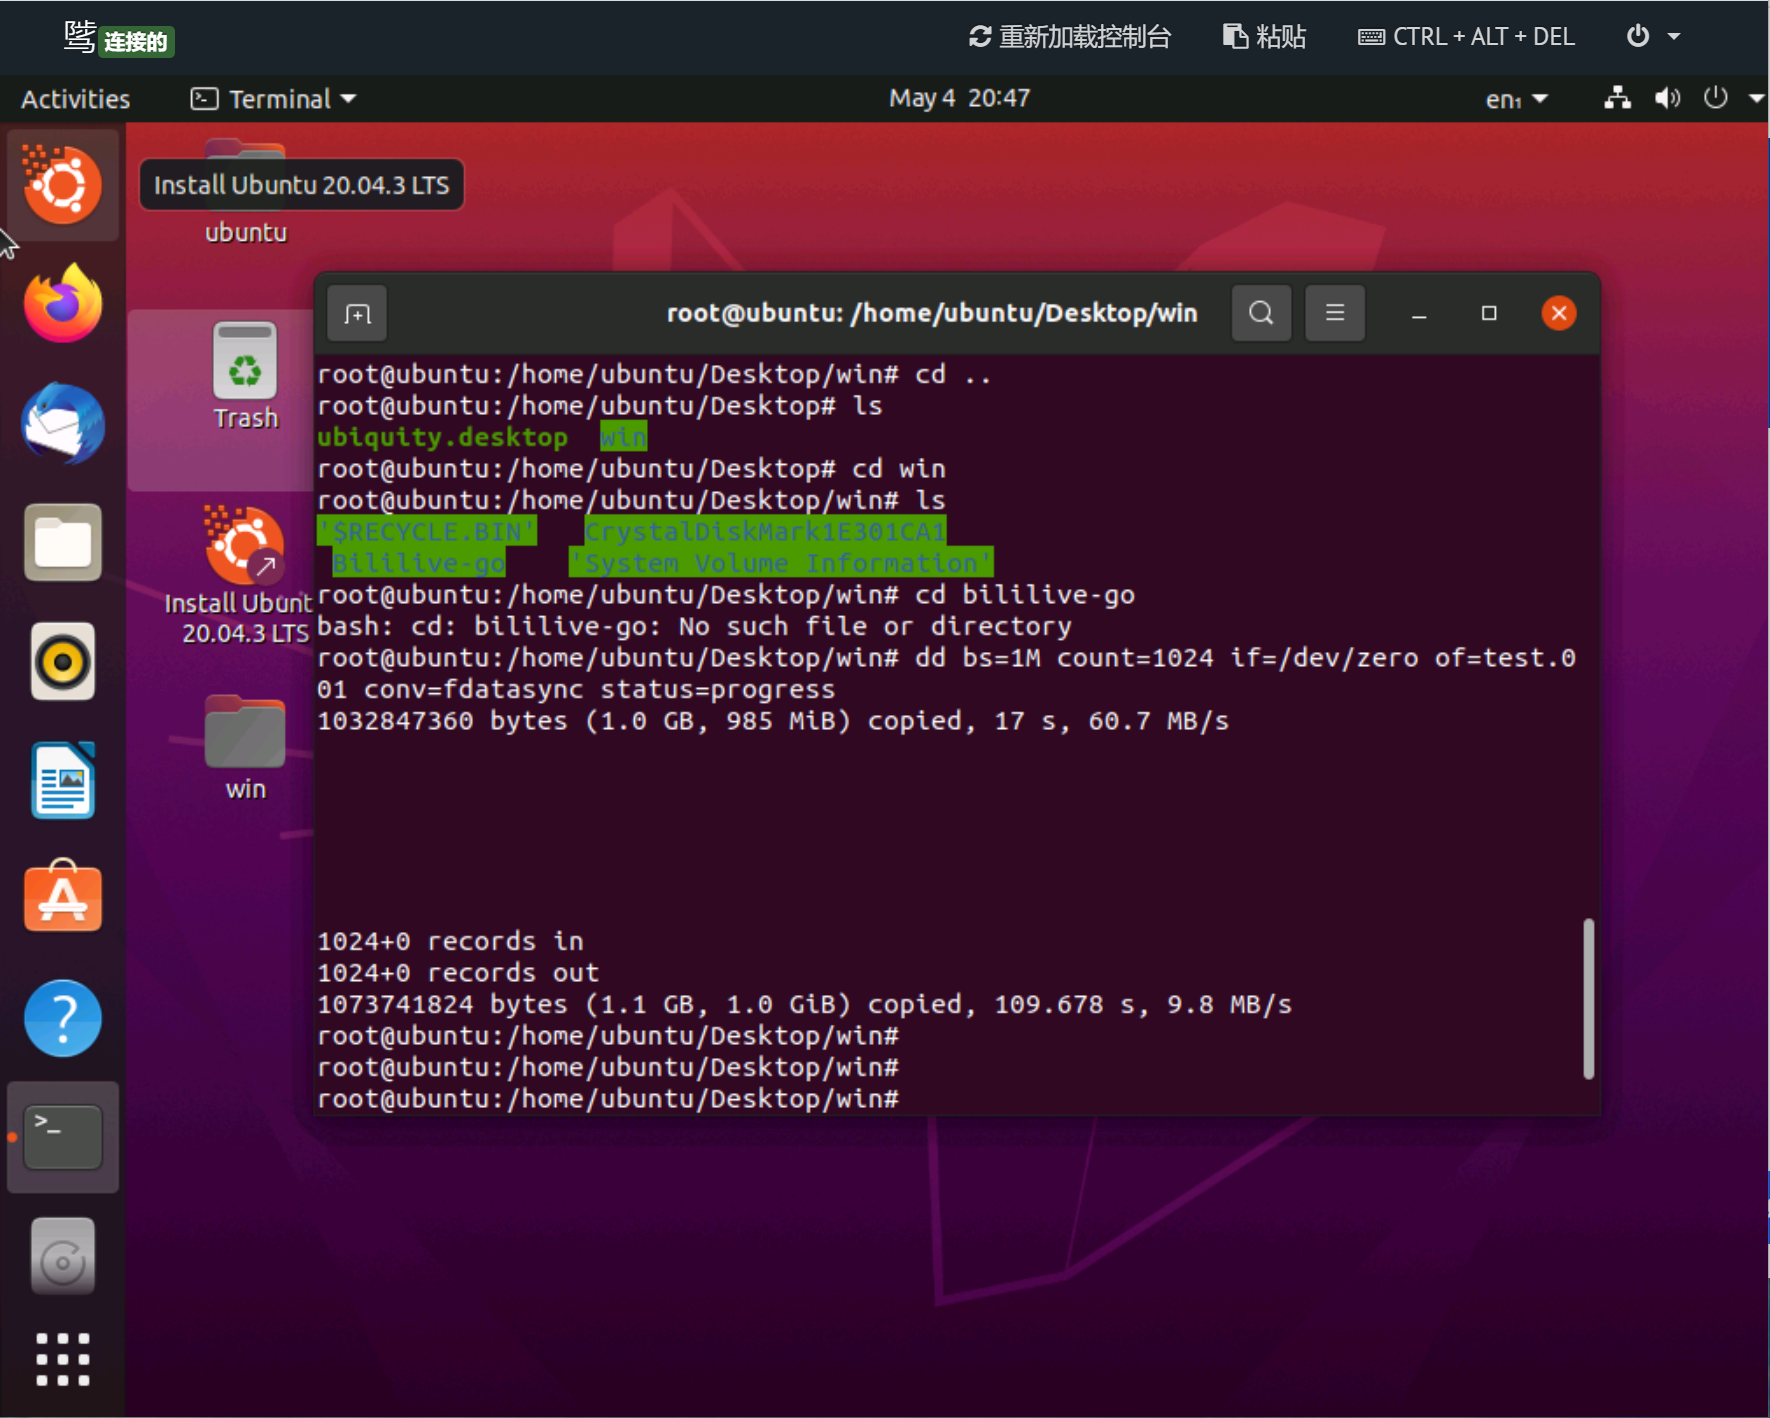 连接的
重新加载控制台
粘贴
CTRL + ALT + DEL
Activities
Terminal
May 4 20:47
en₁
Install Ubuntu 20.04.3 LTS
ubuntu
Trash
Install Ubunt
20.04.3 LTS
win
root@ubuntu: /home/ubuntu/Desktop/win
root@ubuntu:/home/ubuntu/Desktop/win# cd ..
root@ubuntu:/home/ubuntu/Desktop# ls
ubiquity.desktop  win
root@ubuntu:/home/ubuntu/Desktop# cd win
root@ubuntu:/home/ubuntu/Desktop/win# ls
'$RECYCLE.BIN'   CrystalDiskMark1E301CA1
Bililive-go    'System Volume Information'
root@ubuntu:/home/ubuntu/Desktop/win# cd bililive-go
bash: cd: bililive-go: No such file or directory
root@ubuntu:/home/ubuntu/Desktop/win# dd bs=1M count=1024 if=/dev/zero of=test.0
01 conv=fdatasync status=progress
1032847360 bytes (1.0 GB, 985 MiB) copied, 17 s, 60.7 MB/s
1024+0 records in
1024+0 records out
1073741824 bytes (1.1 GB, 1.0 GiB) copied, 109.678 s, 9.8 MB/s
root@ubuntu:/home/ubuntu/Desktop/win#
root@ubuntu:/home/ubuntu/Desktop/win#
root@ubuntu:/home/ubuntu/Desktop/win#